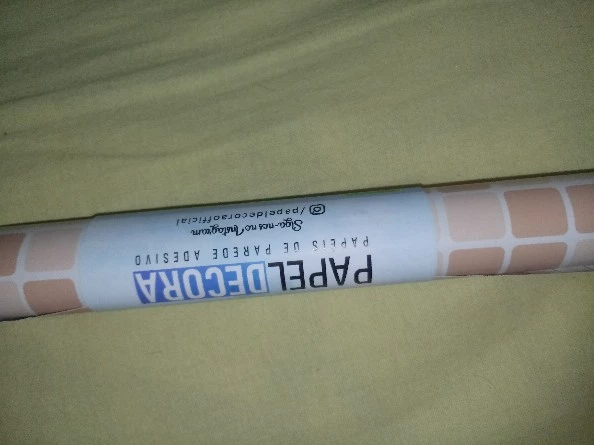 PAPELDECORA
PAPEIS DE PAREDE ADESIVO
Siga-nos no Instagram
/papeldecoraofficial